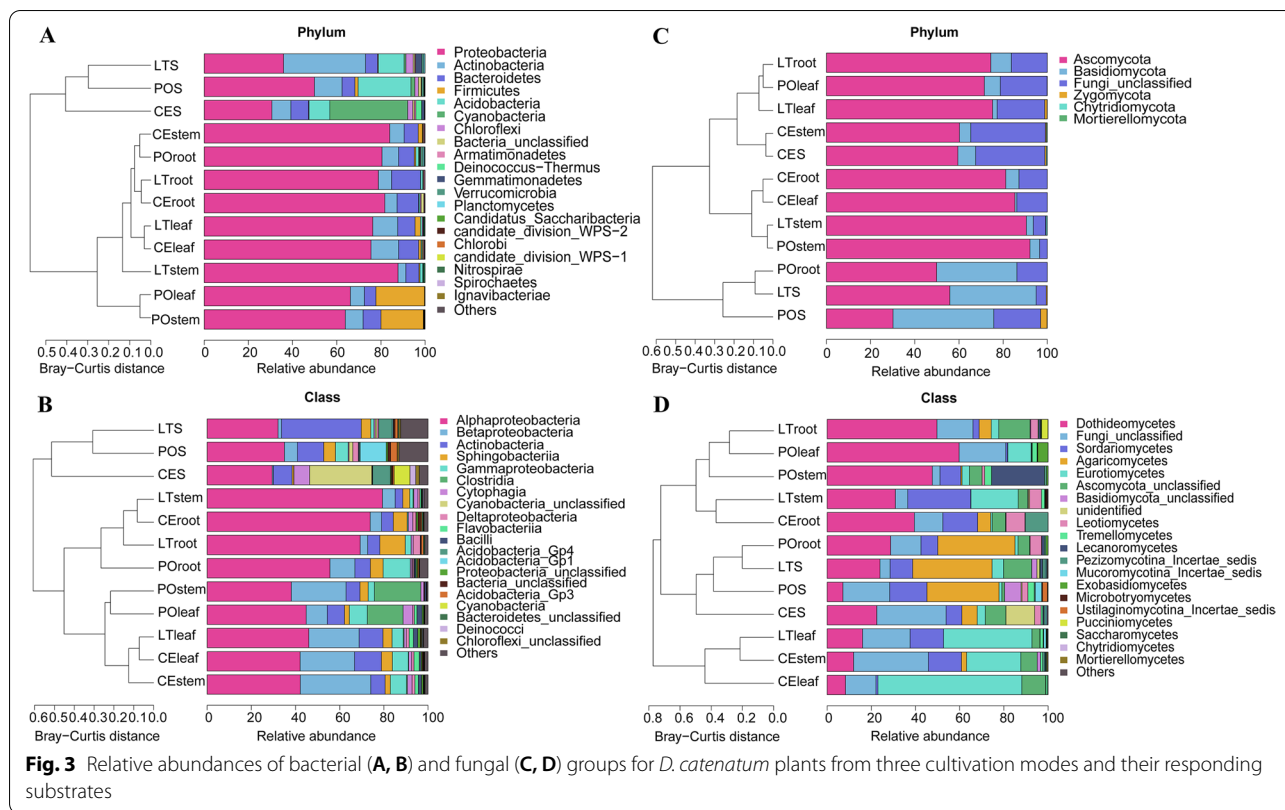 A
Phylum
LTS
POS
CES
CEstem
POroot
LTroot
CEroot
LTleaf
CEleaf
LTstem
POleaf
POstem
Proteobacteria
Actinobacteria
Bacteroidetes
Firmicutes
Acidobacteria
Cyanobacteria
Chloroflexi
Bacteria_unclassified
Armatimonadetes
Deinococcus−Thermus
Gemmatimonadetes
Verrucomicrobia
Planctomycetes
Candidatus_Saccharibacteria
candidate_division_WPS−2
Chlorobi
candidate_division_WPS−1
Nitrospirae
Spirochaetes
Ignavibacteriae
Others
0.5 0.4 0.3 0.2 0.1 0.0
Bray−Curtis distance
0 20 40 60 80 100
Relative abundance
C
Phylum
LTroot
POleaf
LTleaf
CEstem
CES
CEroot
CEleaf
LTstem
POstem
POroot
LTS
POS
Ascomycota
Basidiomycota
Fungi_unclassified
Zygomycota
Chytridiomycota
Mortierellomycota
0.6 0.5 0.4 0.3 0.2 0.1 0.0
Bray−Curtis distance
0 20 40 60 80 100
Relative abundance
B
Class
LTS
POS
CES
LTstem
CEroot
LTroot
POroot
POstem
POleaf
LTleaf
CEleaf
CEstem
Alphaproteobacteria
Betaproteobacteria
Actinobacteria
Sphingobacteriia
Gammaproteobacteria
Clostridia
Cytophagia
Cyanobacteria_unclassified
Deltaproteobacteria
Flavobacteria
Bacilli
Acidobacteria_Gp4
Acidobacteria_Gp1
Proteobacteria_unclassified
Bacteria_unclassified
Acidobacteria_Gp3
Cyanobacteria
Bacteroidetes_unclassified
Deinococci
Chloroflexi_unclassified
Others
0.6 0.5 0.4 0.3 0.2 0.1 0.0
Bray−Curtis distance
0 20 40 60 80 100
Relative abundance
D
Class
LTroot
POleaf
POstem
LTstem
CEroot
POroot
LTS
POS
CES
LTleaf
CEstem
CEleaf
Dothideomycetes
Fungi_unclassified
Sordariomycetes
Agaricomycetes
Eurotiomycetes
Ascomycota_unclassified
Basidiomycota_unclassified
unidentified
Leotiomycetes
Tremellomycetes
Lecanoromycetes
Pezizomycotina_Incertae_sedis
Mucoromycotina_Incertae_sedis
Exobasidiomycetes
Microbotryomycetes
Ustilaginomycotina_Incertae_sedis
Pucciniomycetes
Saccharomycetes
Chytridiomycetes
Mortierellomycetes
Others
0.8 0.6 0.4 0.2 0.0
Bray−Curtis distance
0 20 40 60 80 100
Relative abundance
Fig. 3 Relative abundances of bacterial (A, B) and fungal (C, D) groups for D. catenatum plants from three cultivation modes and their responding
substrates